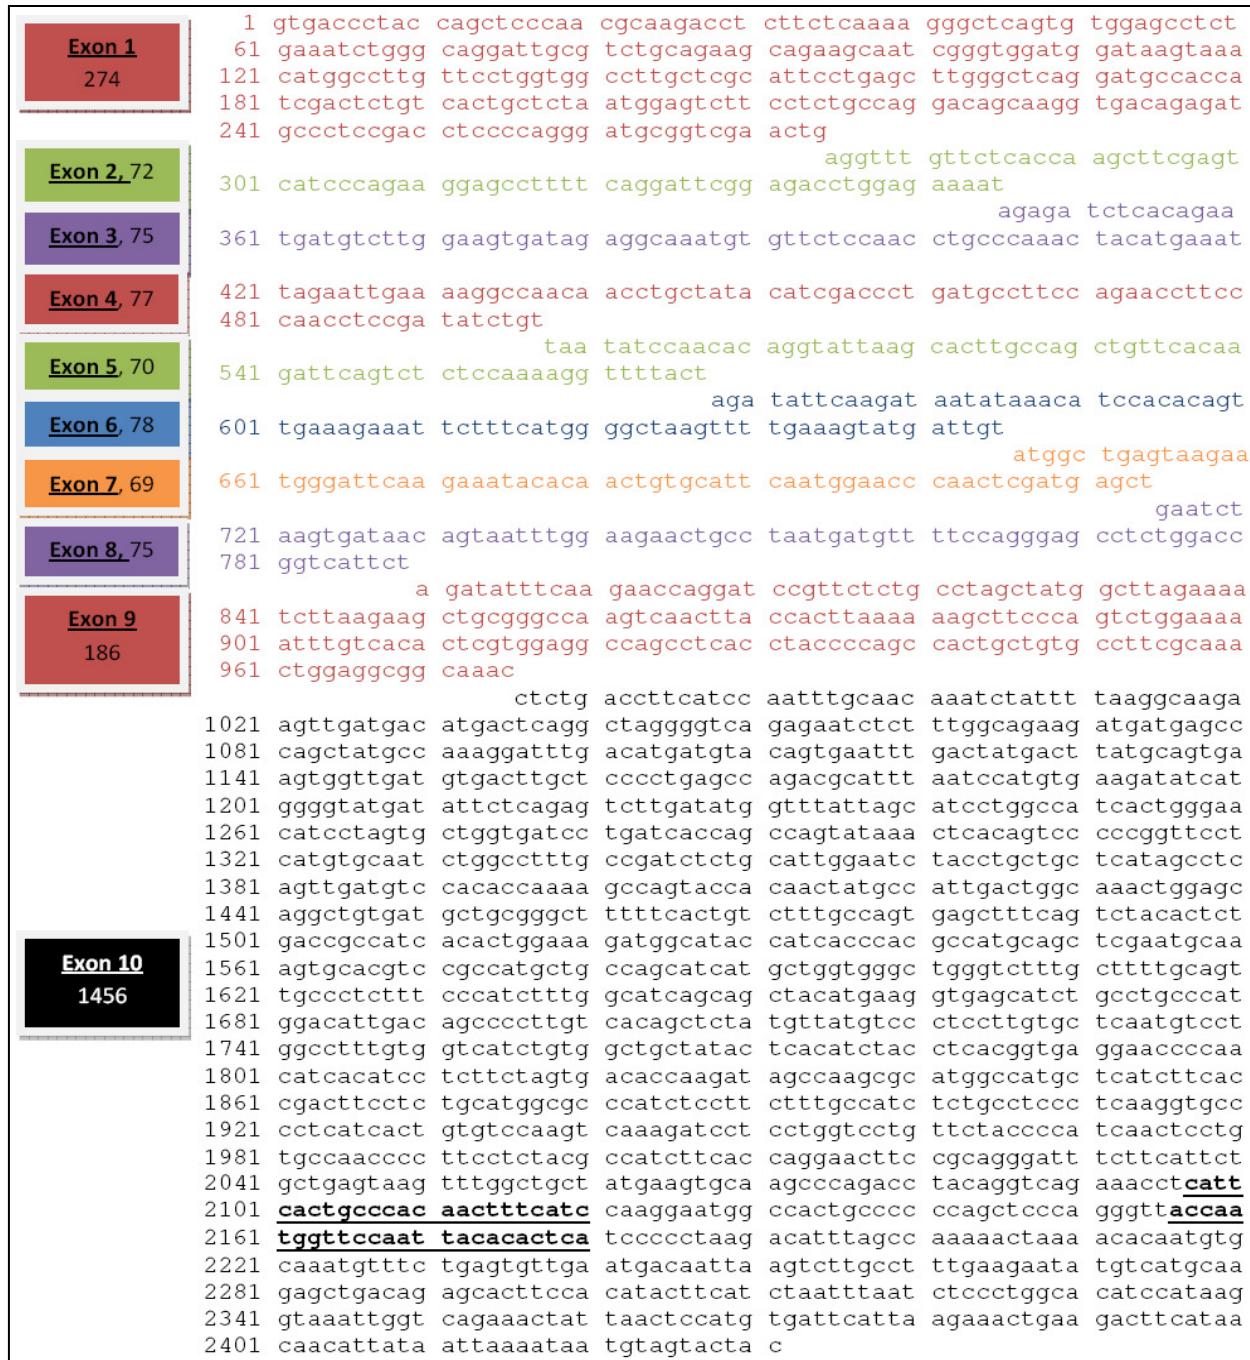 Exon 1
274
1 gtgaccctac cagctcccaa cgcaagacct cttctcaaaa gggctcagtg tggagcctct
61 gaaatctggg caggattgcg tctgcagaag cagaagcaat cgggtggatg gataagtaaa
121 catggccttg ttcctggtgg ccttgctcgc attcctgagc ttgggctcag gatgccacca
181 tcgactctgt cactgctcta atggagtctt cctctgccag gacagcaagg tgacagagat
241 gccctccgac ctccccaggg atgcggtcga actg
Exon 2, 72
aggttt gttctcacca agcttcgagt
301 catcccagaa ggagcctttt caggattcgg agacctggag aaaat
Exon 3, 75
agaga tctcacagaa
361 tgatgtcttg gaagtgatag aggcaaatgt gttctccaac ctgcccaaac tacatgaaat
Exon 4, 77
421 tagaattgaa aaggccaaca acctgctata catcgaccct gatgccttcc agaaccttcc
481 caacctccga tatctgt
Exon 5, 70
taa tatccaacac aggtattaag cacttgccag ctgttcacaa
541 gattcagtct ctccaaaagg ttttact
Exon 6, 78
aga tattcaagat aatataaaca tccacacagt
601 tgaaagaaat tctttcatgg ggctaagttt tgaaagtatg attgt
Exon 7, 69
atggc tgagtaagaa
661 tgggattcaa gaaatacaca actgtgcatt caatggaacc caactcgatg agct
Exon 8, 75
gaatct
721 aagtgataac agtaatttgg aagaactgcc taatgatgtt ttccagggag cctctggacc
781 ggtcattct
Exon 9
186
a gatatttcaa gaaccaggat ccgttctctg cctagctatg gcttagaaaa
841 tcttaagaag ctgcgggcca agtcaactta ccacttaaaa aagcttccca gtctggaaaa
901 atttgtcaca ctcgtggagg ccagcctcac ctaccccagc cactgctgtg ccttcgcaaa
961 ctggaggcgg caaac
Exon 10
1456
ctctg accttcatcc aatttgcaac aaatctattt taaggcaaga
1021 agttgatgac atgactcagg ctaggggtca gagaatctct ttggcagaag atgatgagcc
1081 cagctatgcc aaaggatttg acatgatgta cagtgaattt gactatgact tatgcagtga
1141 agtggttgat gtgacttgct cccctgagcc agacgcattt aatccatgtg aagatatcat
1201 ggggtatgat attctcagag tcttgatatg gtttattagc atcctggcca tcactgggaa
1261 catcctagtg ctggtgatcc tgatcaccag ccagtataaa ctcacagtcc cccggttcct
1321 catgtgcaat ctggcctttg ccgatctctg cattggaatc tacctgctgc tcatagcctc
1381 agttgatgtc cacaccaaaa gccagtacca caactatgcc attgactggc aaactggagc
1441 aggctgtgat gctgcgggct ttttcactgt ctttgccagt gagctttcag tctacactct
1501 gaccgccatc acactggaaa gatggcatac catcacccac gccatgcagc tcgaatgcaa
1561 agtgcacgtc cgccatgctg ccagcatcat gctggtgggc tgggtctttg cttttgcagt
1621 tgccctcttt cccatctttg gcatcagcag ctacatgaag gtgagcatct gcctgcccat
1681 ggacattgac agccccttgt cacagctcta tgttatgtcc ctccttgtgc tcaatgtcct
1741 ggcctttgtg gtcatctgtg gctgctatac tcacatctac ctcacggtga ggaaccccaa
1801 catcacatcc tcttctagtg acaccaagat agccaagcgc atggccatgc tcatcttcac
1861 cgacttcctc tgcatggcgc ccatctcctt ctttgccatc tctgcctccc tcaaggtgcc
1921 cctcatcact gtgtccaagt caaagatcct cctggtcctg ttctacccca tcaactcctg
1981 tgccaacccc ttcctctacg ccatcttcac caggaacttc cgcagggatt tcttcattct
2041 gctgagtaag tttggctgct atgaagtgca agcccagacc tacaggtcag aaacctcatt
2101 cactgcccac aactttcatc caaggaatgg ccactgcccc ccagctccca gggttaccaa
2161 tggttccaat tacacactca tccccctaag acatttagcc aaaaactaaa acacaatgtg
2221 caaatgtttc tgagtgttga atgacaatta agtcttgcct ttgaagaata tgtcatgcaa
2281 gagctgacag agcacttcca catacttcat ctaatttaat ctccctggca catccataag
2341 gtaaattggt cagaaactat taactccatg tgattcatta agaaactgaa gacttcataa
2401 caacattata attaaaataa tgtagtacta c